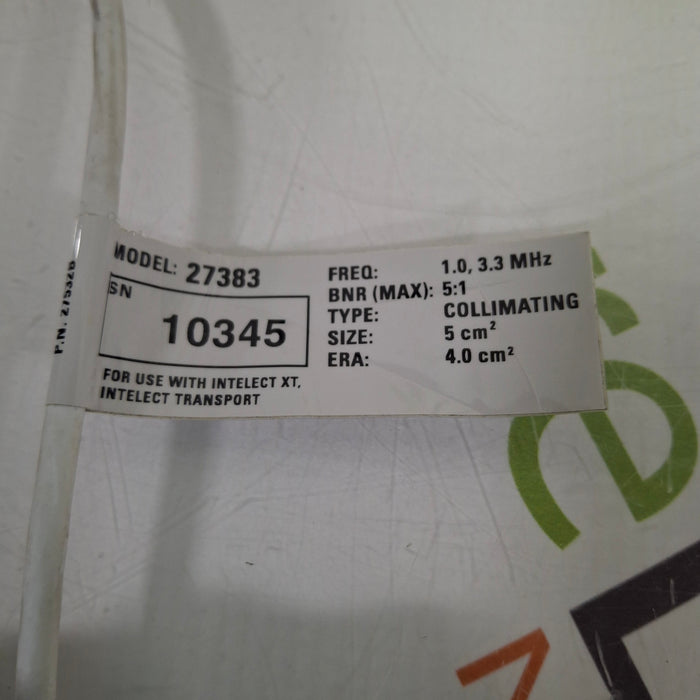 MODEL: 27383
SN
10345
FOR USE WITH INTELECT XT,
INTELECT TRANSPORT
FREQ: 1.0, 3.3 MHz
BNR (MAX): 5:1
TYPE: COLLIMATING
SIZE: 5 cm²
ERA: 4.0 cm²
P.N.